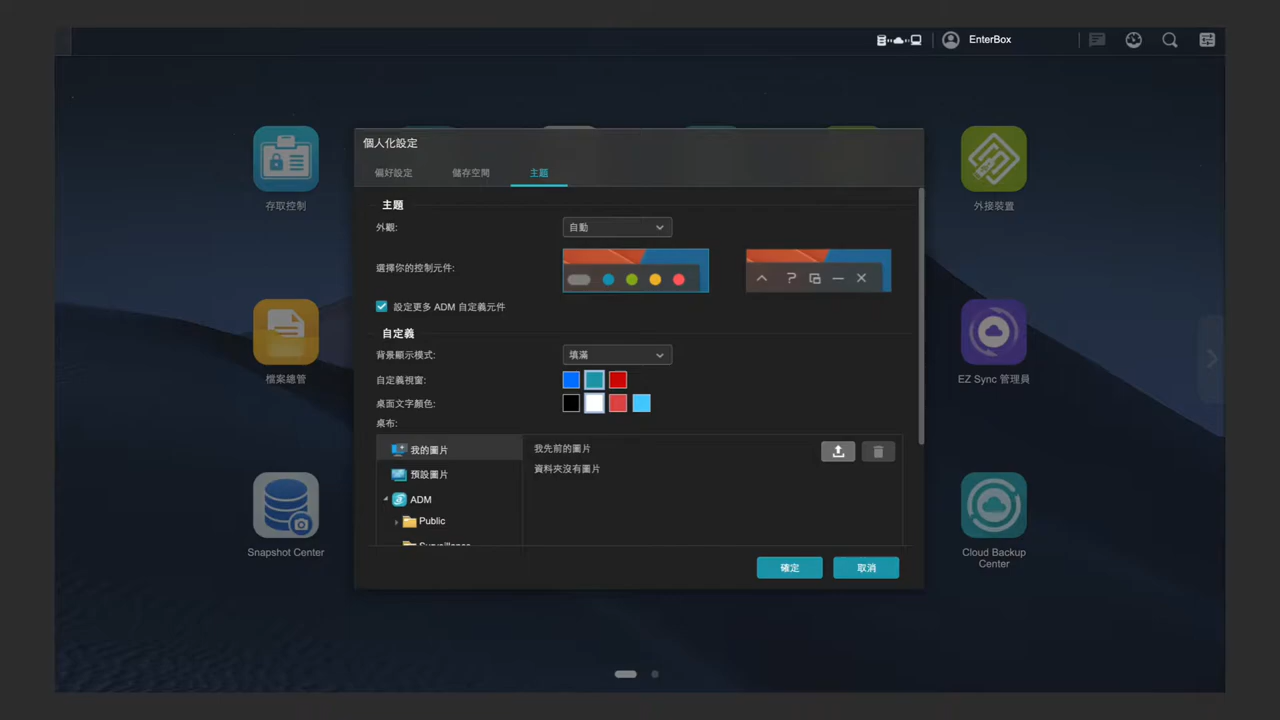 EnterBox
個人化設定
偏好設定 儲存空間 主題
存取控制
外接裝置
主題
外觀: 自動
選擇你的控制元件:
設定更多 ADM 自定義元件
自定義
背景顯示模式: 填滿
檔案總管
EZ Sync 管理員
自定義視窗:
桌面文字顏色:
桌布:
我的圖片 我先前的圖片
資料夾沒有圖片
預設圖片
ADM
Public
Surveillance
Snapshot Center
Cloud Backup
Center
確定 取消